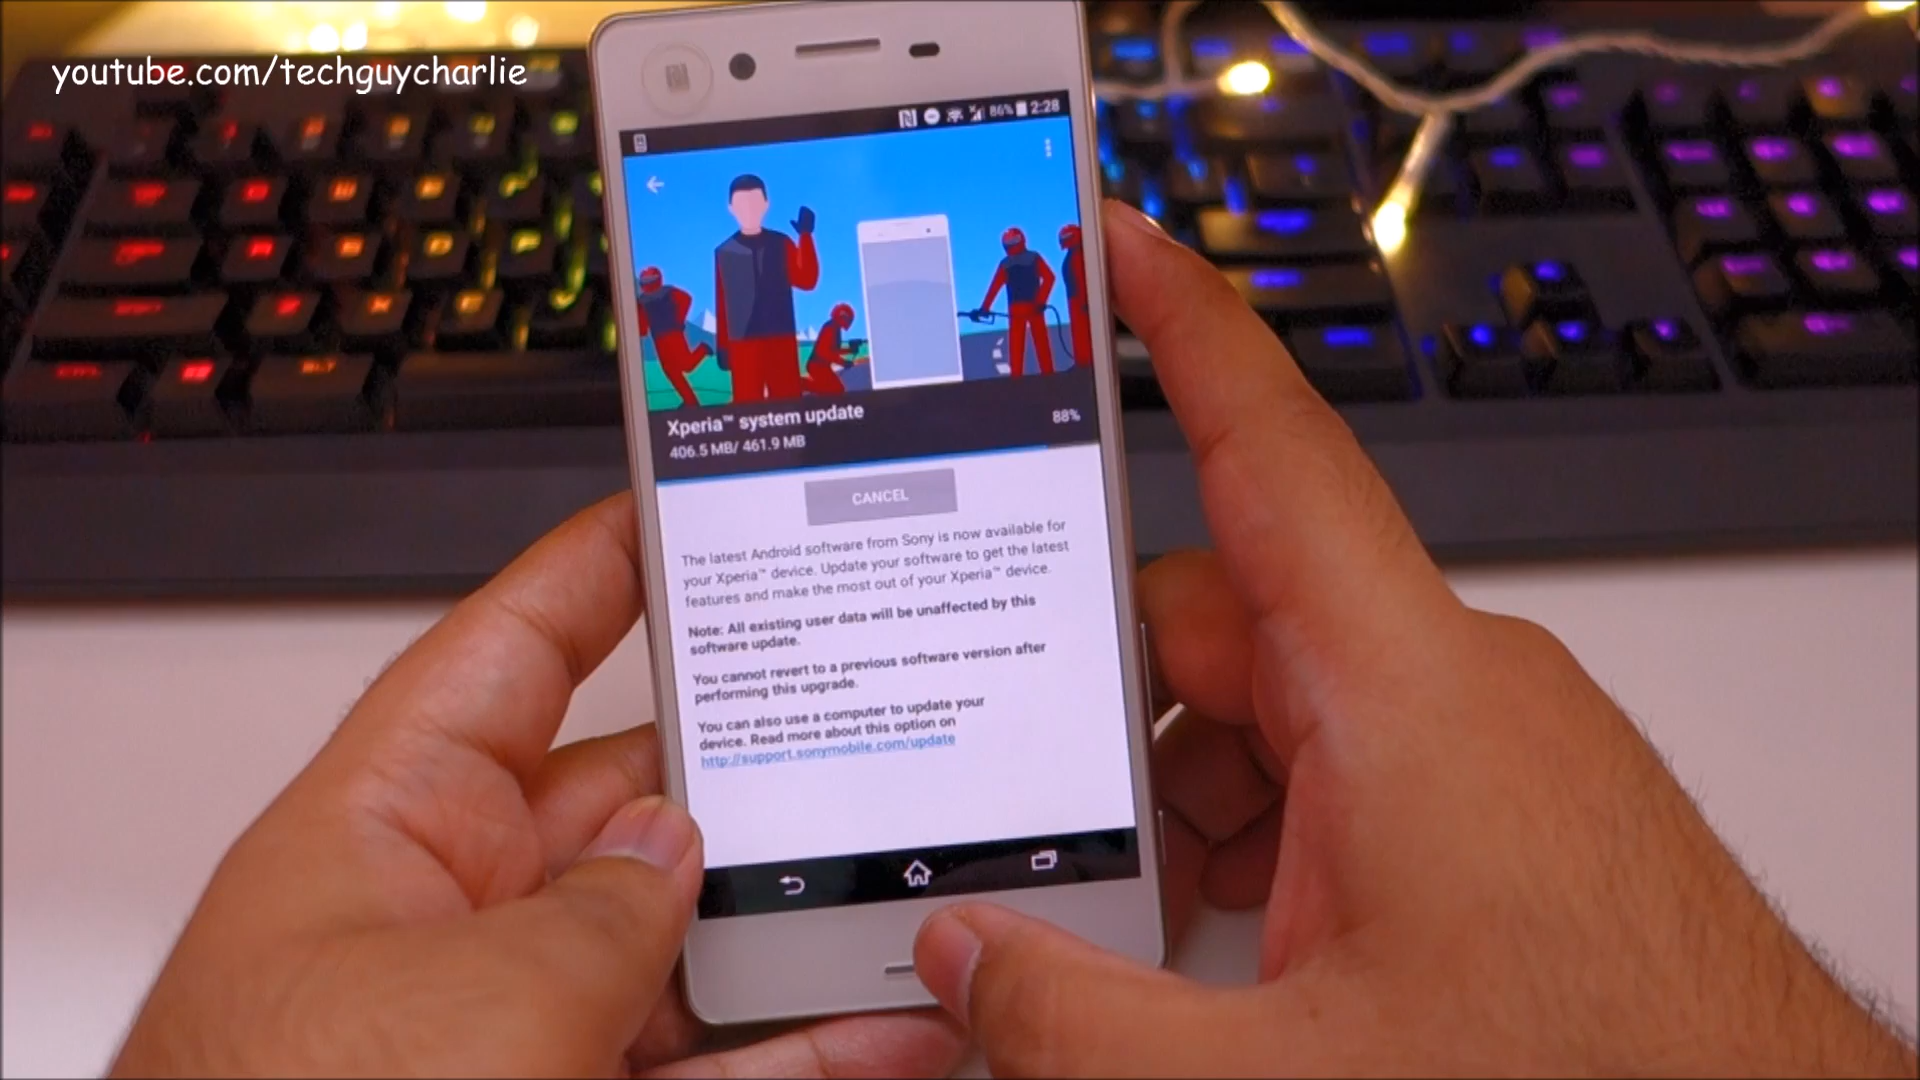 youtube.com/techguycharlie
86% 2:28
Xperia™ system update
88%
406.5 MB/ 461.9 MB
CANCEL
The latest Android software from Sony is now available for
your Xperia™ device. Update your software to get the latest
features and make the most out of your Xperia™ device.
Note: All existing user data will be unaffected by this
software update.
You cannot revert to a previous software version after
performing this upgrade.
You can also use a computer to update your
device. Read more about this option on
http://support.sonymobile.com/update